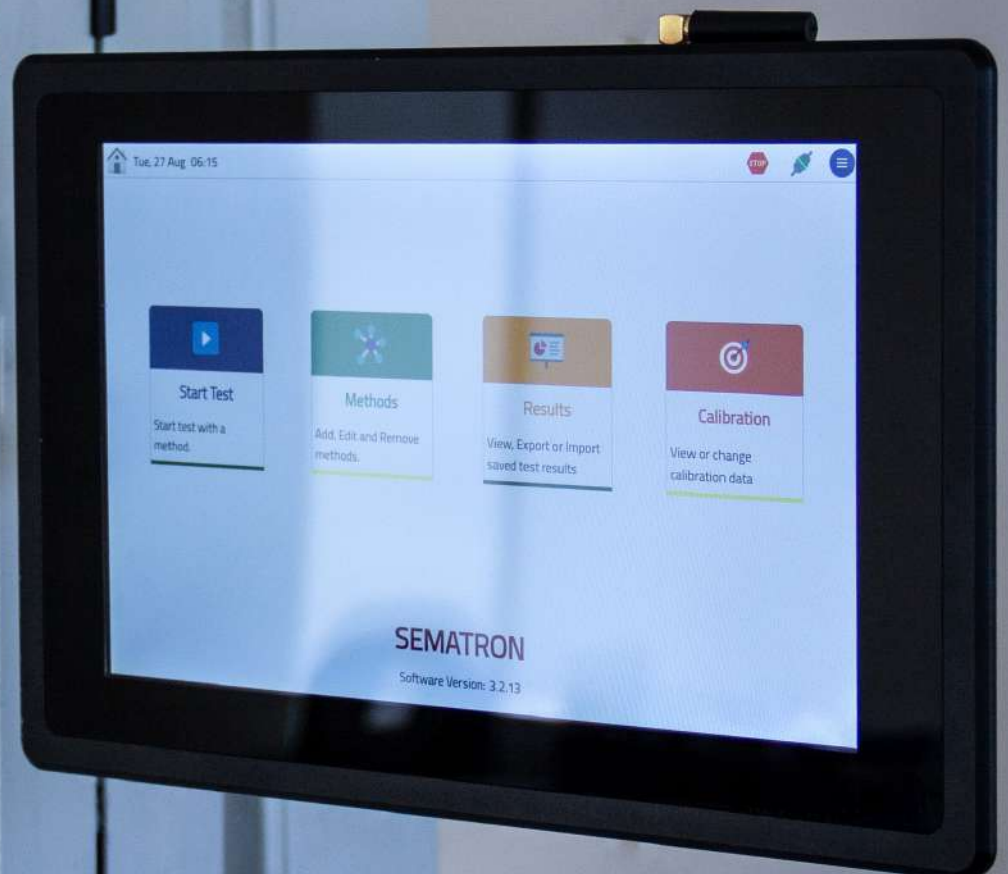 Tue, 27 Aug 06:15
STOP
Start Test
Start test with a
method.
Methods
Add, Edit and Remove
methods.
Results
View, Export or Import
saved test results
Calibration
View or change
calibration data
SEMATRON
Software Version: 3.2.13